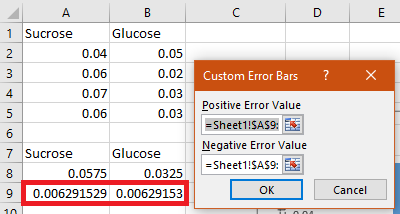 A B C D E
1 Sucrose Glucose
2 0.04 0.05
3 0.06 0.02
4 0.07 0.03
5 0.06 0.03
6
7 Sucrose Glucose
8 0.0575 0.0325
9 0.006291529 0.00629153
Custom Error Bars
Positive Error Value
=Sheet1!$A$9:
Negative Error Value
=Sheet1!$A$9:
OK Cancel